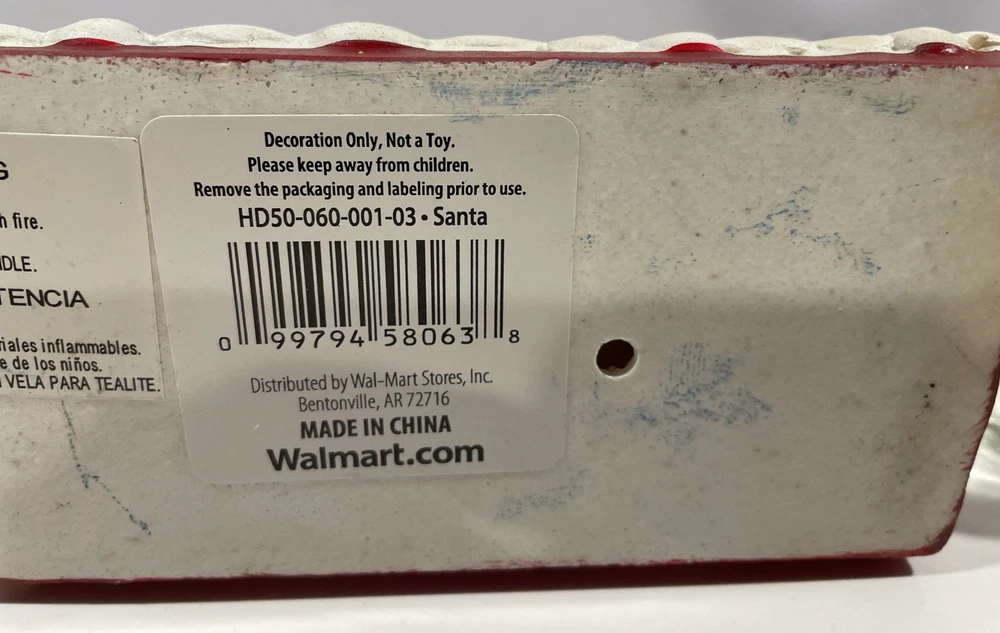 G
h fire.
DLE.
TENCIA
iales inflammables.
e de los niños.
VELA PARA TEALITE.
Decoration Only, Not a Toy.
Please keep away from children.
Remove the packaging and labeling prior to use.
HD50-060-001-03 • Santa
0 99794 58063 8
Distributed by Wal-Mart Stores, Inc.
Bentonville, AR 72716
MADE IN CHINA
Walmart.com